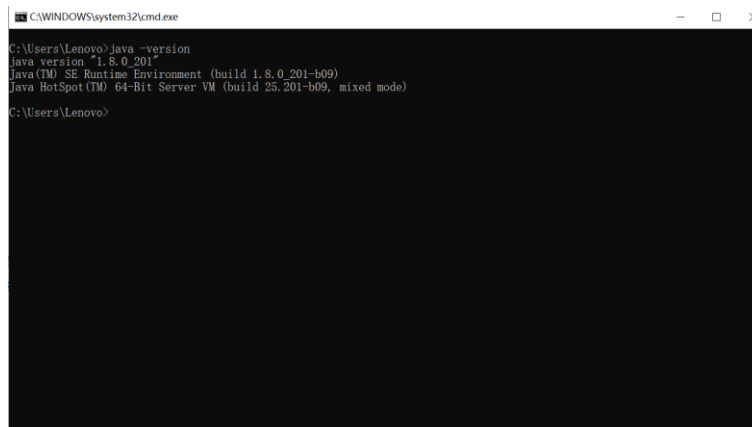 C:\WINDOWS\system32\cmd.exe
C:\Users\Lenovo>java -version
java version "1.8.0_201"
Java(TM) SE Runtime Environment (build 1.8.0_201-b09)
Java HotSpot(TM) 64-Bit Server VM (build 25.201-b09, mixed mode)
C:\Users\Lenovo>